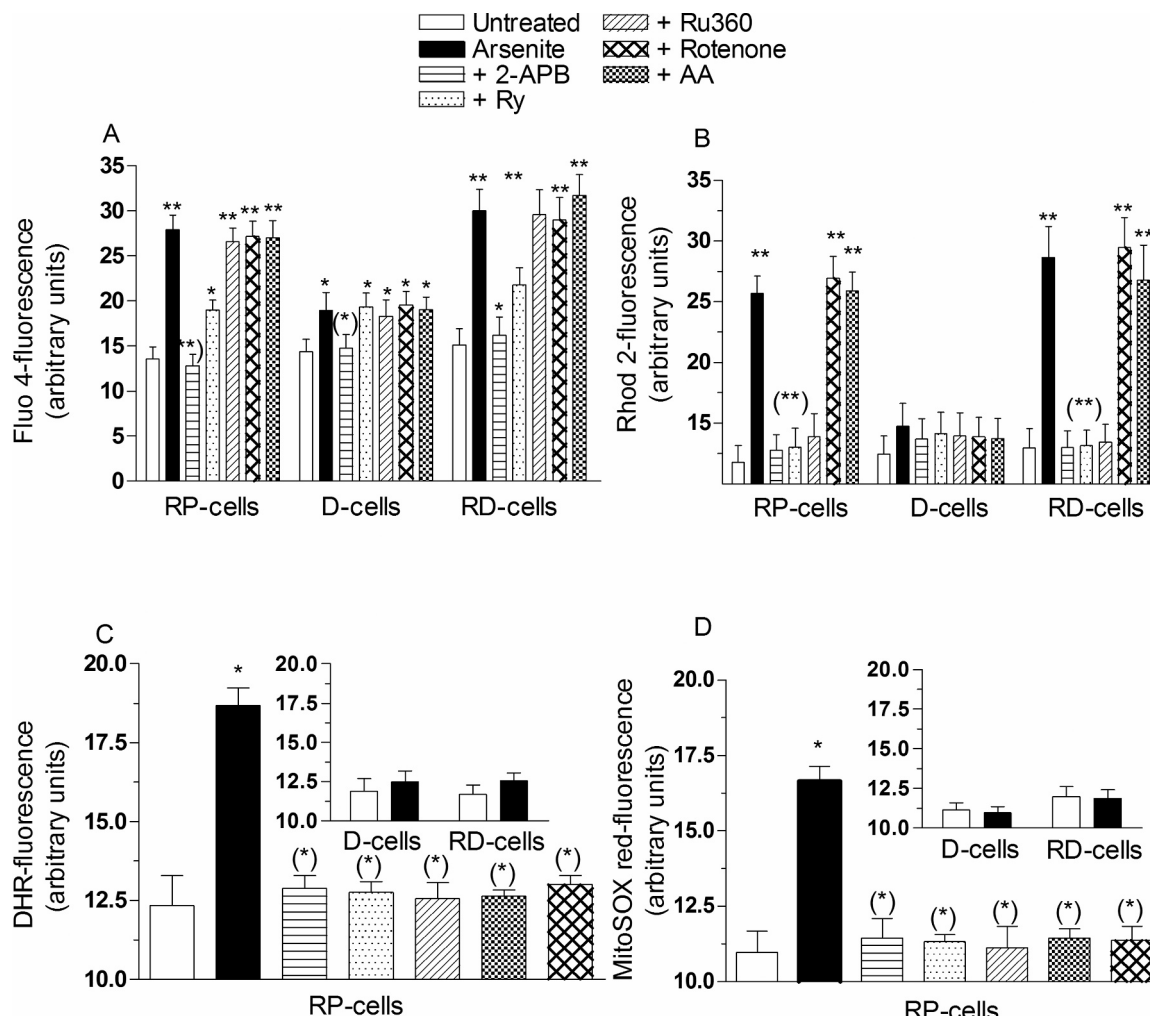 Untreated
Arsenite
+ 2-APB
+ Ry
+ Ru360
+ Rotenone
+ AA
A
Fluo 4-fluorescence
(arbitrary units)
35
30
25
20
15
10
5
0
**
**)
*
**
**
**
*
(*)
*
*
*
*
**
*
**
**
**
RP-cells
D-cells
RD-cells
B
Rhod 2-fluorescence
(arbitrary units)
35
30
25
20
15
**
(**)
**
**
**
(**)
**
**
RP-cells
D-cells
RD-cells
C
DHR-fluorescence
(arbitrary units)
20.0
17.5
15.0
12.5
10.0
*
(*)
(*)
(*)
(*)
(*)
20.0
17.5
15.0
12.5
10.0
D-cells
RD-cells
RP-cells
D
MitoSOX red-fluorescence
(arbitrary units)
20.0
17.5
15.0
12.5
10.0
*
(*)
(*)
(*)
(*)
(*)
20.0
17.5
15.0
12.5
10.0
D-cells
RD-cells
RP-cells